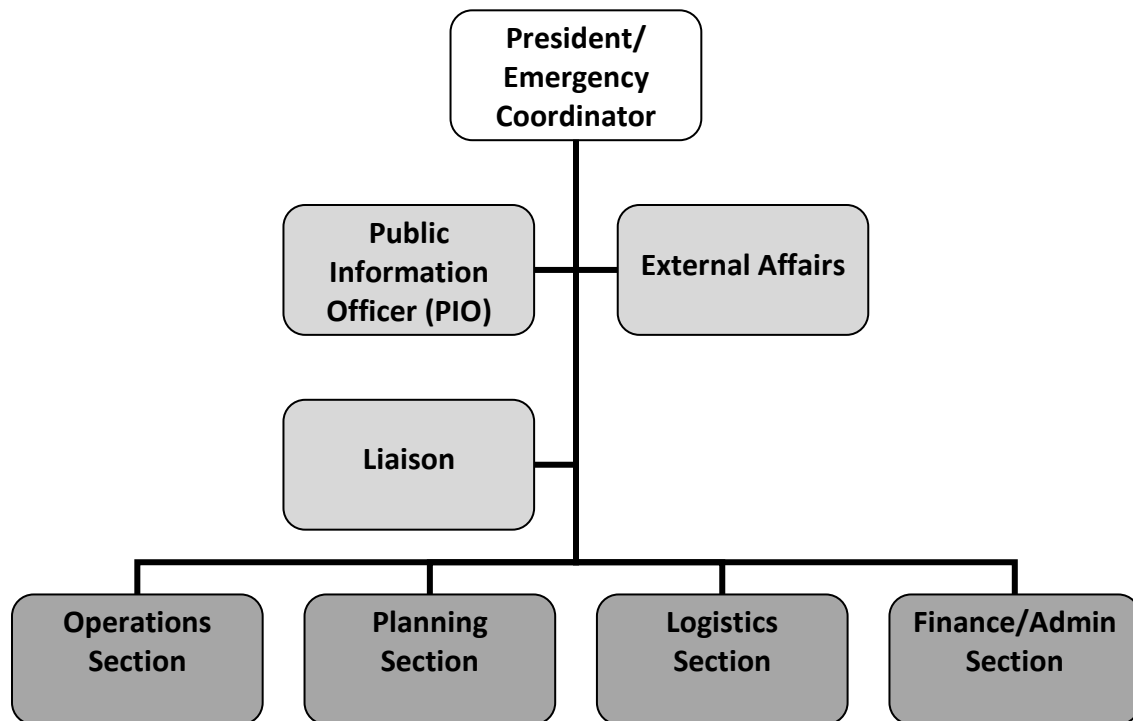 President/
Emergency
Coordinator
Public
Information
Officer (PIO)
External Affairs
Liaison
Operations
Section
Planning
Section
Logistics
Section
Finance/Admin
Section